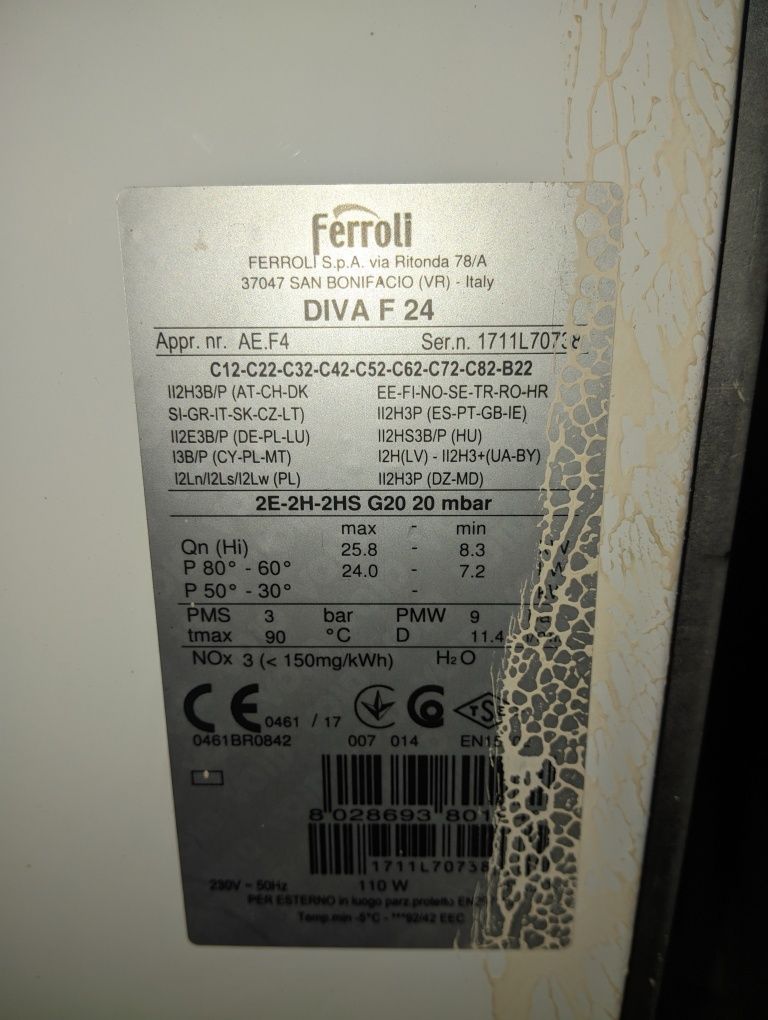 ferroli
FERROLI S.p.A. via Ritonda 78/A
37047 SAN BONIFACIO (VR) - Italy
DIVA F 24
Appr. nr. AE.F4 Ser.n. 1711L70738
C12-C22-C32-C42-C52-C62-C72-C82-B22
II2H3B/P (AT-CH-DK EE-FI-NO-SE-TR-RO-HR
SI-GR-IT-SK-CZ-LT) II2H3P (ES-PT-GB-IE)
II2E3B/P (DE-PL-LU) II2HS3B/P (HU)
I3B/P (CY-PL-MT) I2H(LV) - II2H3+(UA-BY)
I2Ln/I2Ls/I2Lw (PL) II2H3P (DZ-MD)
2E-2H-2HS G20 20 mbar
max - min
Qn (Hi) 25.8 - 8.3
P 80° - 60° 24.0 - 7.2
P 50° - 30° -
PMS 3 bar PMW 9
tmax 90 °C D 11.4
NOx 3 (< 150mg/kWh) H2O
CE 0461 / 17 TSE
0461BR0842 007 014
8 028693 801
1711L70738
230V ~ 50Hz 110 W
PER ESTERNO in luogo parz.protetto
Temp.min -5°C - ***92/42 EEC